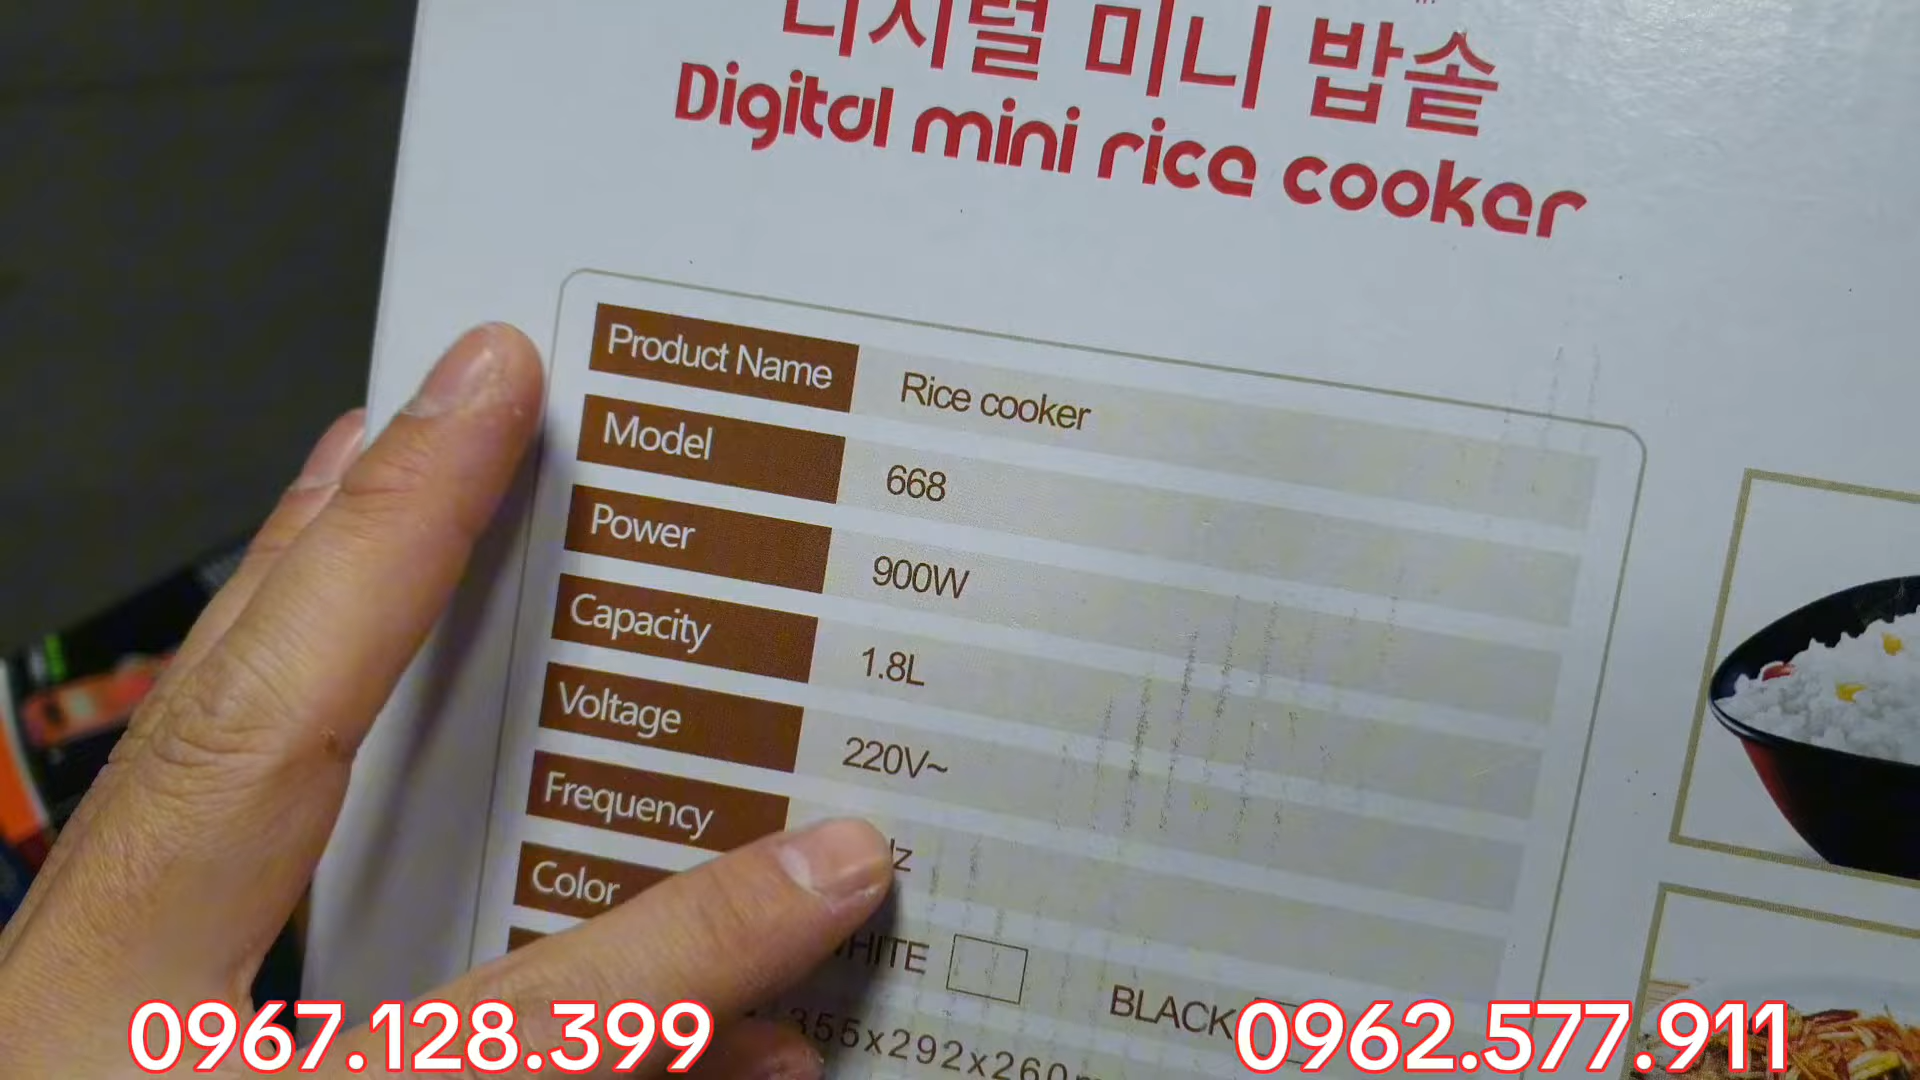 디지털 미니 밥솥
Digital mini rice cooker
Product Name Rice cooker
Model 668
Power 900W
Capacity 1.8L
Voltage 220V~
Frequency
Color
BLACK
355x292x260
0967.128.399
0962.577.911